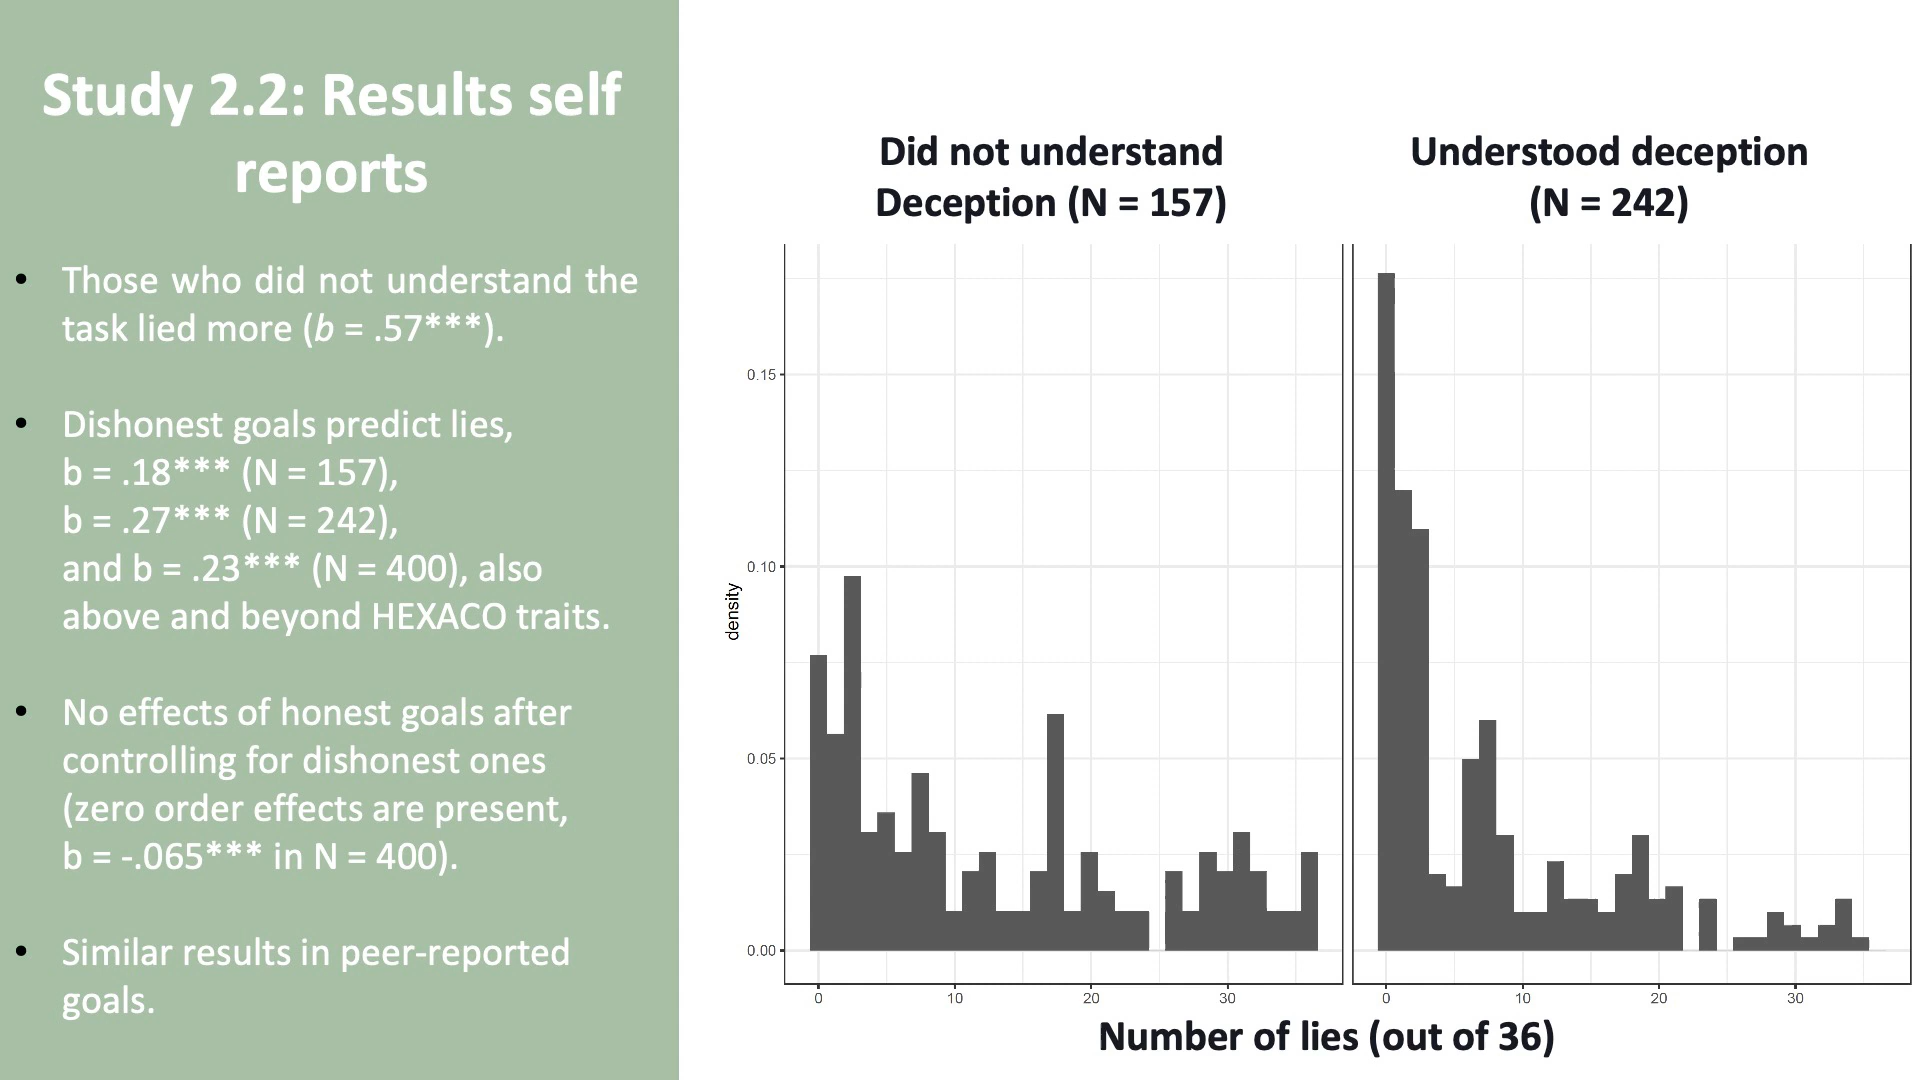 Study 2.2: Results self
reports
• Those who did not understand the
task lied more (b = .57***).
• Dishonest goals predict lies,
b = .18*** (N = 157),
b = .27*** (N = 242),
and b = .23*** (N = 400), also
above and beyond HEXACO traits.
• No effects of honest goals after
controlling for dishonest ones
(zero order effects are present,
b = -.065*** in N = 400).
• Similar results in peer-reported
goals.
Did not understand
Deception (N = 157)
Understood deception
(N = 242)
density
0.15
0.10
0.05
0.00
0 10 20 30
0 10 20 30
Number of lies (out of 36)